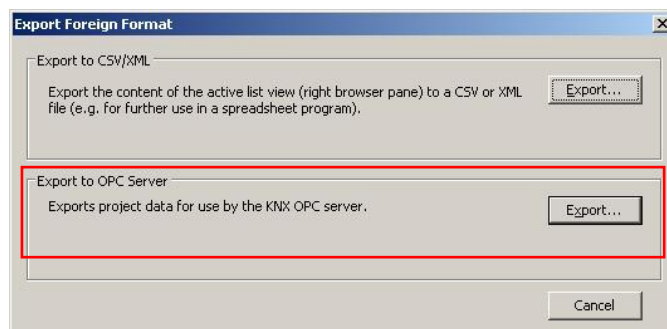 Export Foreign Format
Export to CSV/XML
Export the content of the active list view (right browser pane) to a CSV or XML
file (e.g. for further use in a spreadsheet program).
Export...
Export to OPC Server
Exports project data for use by the KNX OPC server.
Export...
Cancel